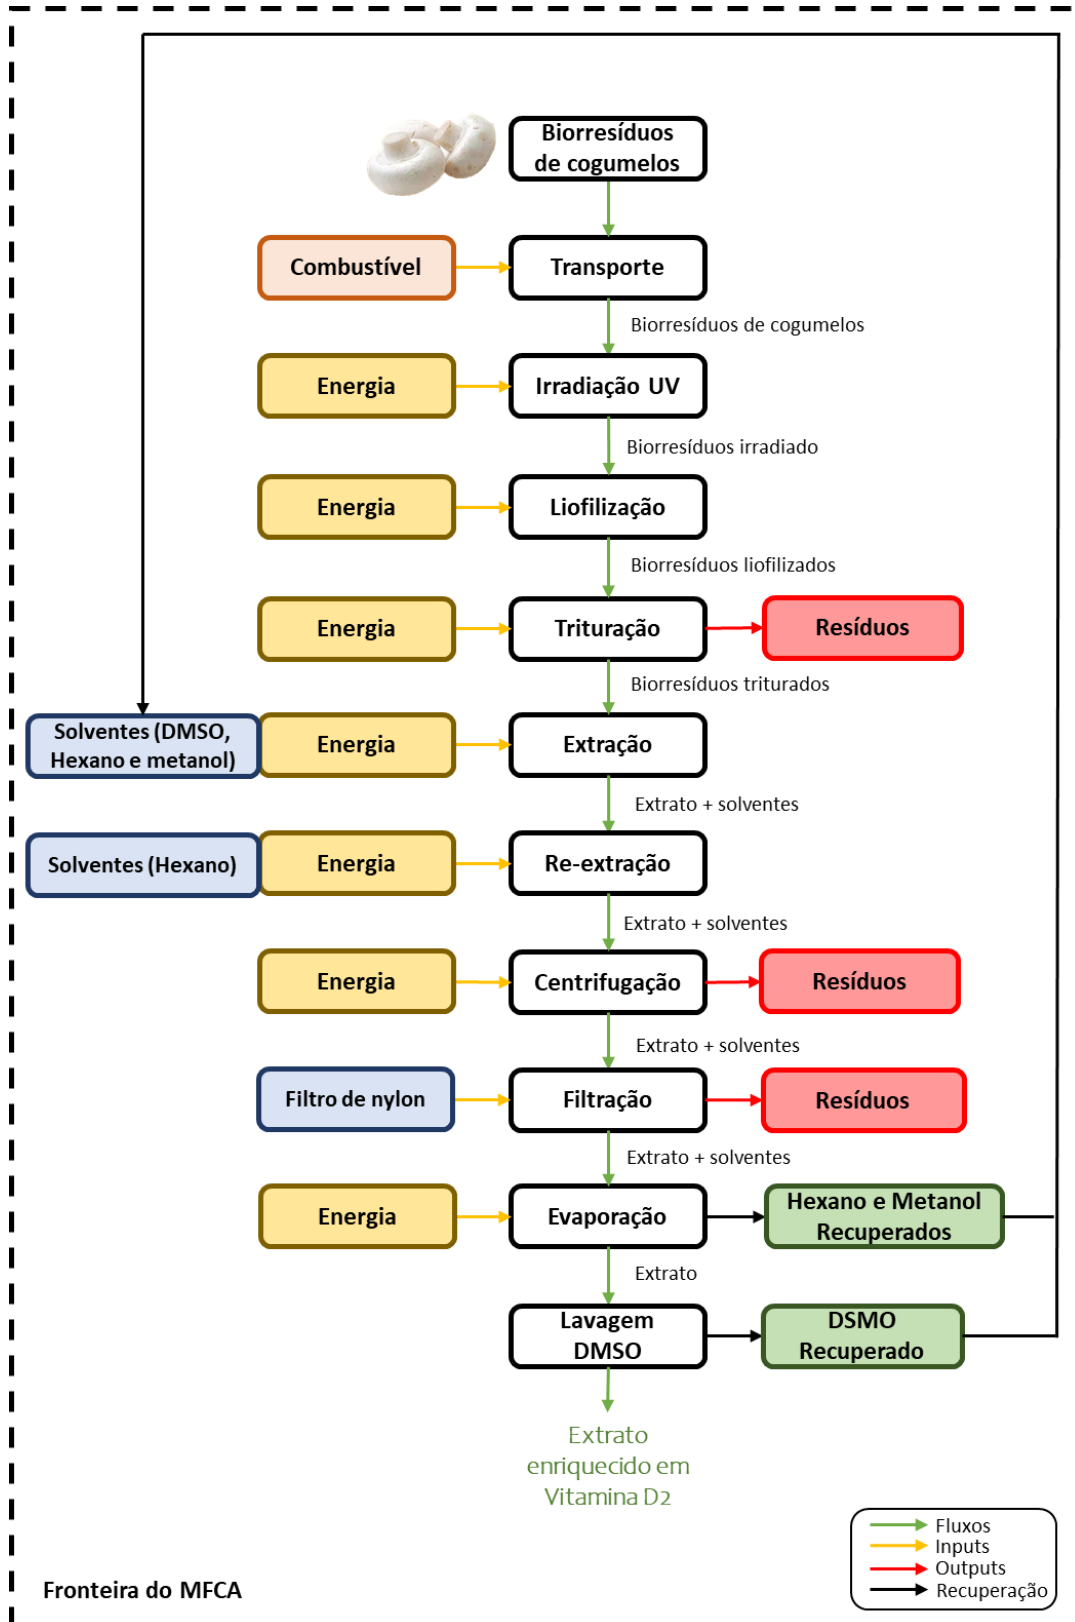 Biorresíduos
de cogumelos
Combustível
Transporte
Biorresíduos de cogumelos
Energia
Irradiação UV
Biorresíduos irradiado
Energia
Liofilização
Biorresíduos liofilizados
Energia
Trituração
Resíduos
Biorresíduos triturados
Solventes (DMSO,
Hexano e metanol)
Energia
Extração
Extrato + solventes
Solventes (Hexano)
Energia
Re-extração
Extrato + solventes
Energia
Centrifugação
Resíduos
Extrato + solventes
Filtro de nylon
Filtração
Resíduos
Extrato + solventes
Energia
Evaporação
Hexano e Metanol
Recuperados
Extrato
Lavagem
DMSO
DSMO
Recuperado
Extrato
enriquecido em
Vitamina D2
Fluxos
Inputs
Outputs
Recuperação
Fronteira do MFCA